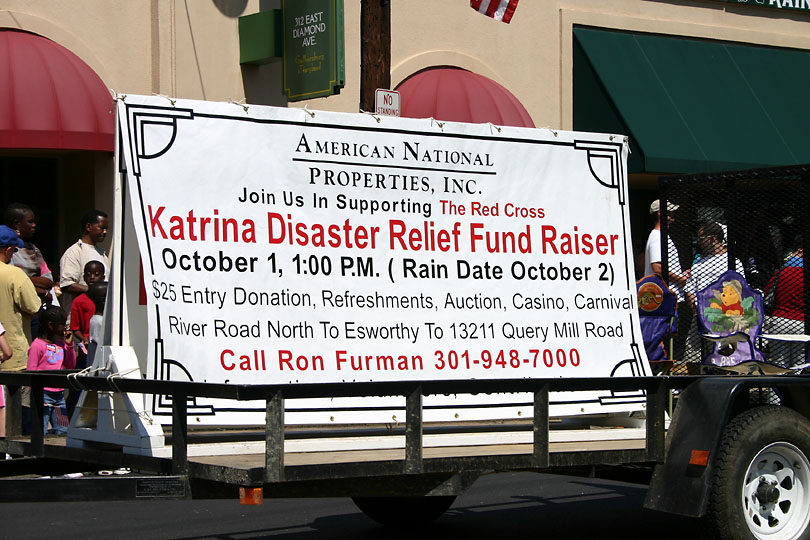 312 EAST
DIAMOND
AVE.
Gaithersburg
Maryland
NO
STANDING
AMERICAN NATIONAL
PROPERTIES, INC.
Join Us In Supporting The Red Cross
Katrina Disaster Relief Fund Raiser
October 1, 1:00 P.M. ( Rain Date October 2)
$25 Entry Donation, Refreshments, Auction, Casino, Carnival
River Road North To Esworthy To 13211 Query Mill Road
Call Ron Furman 301-948-7000